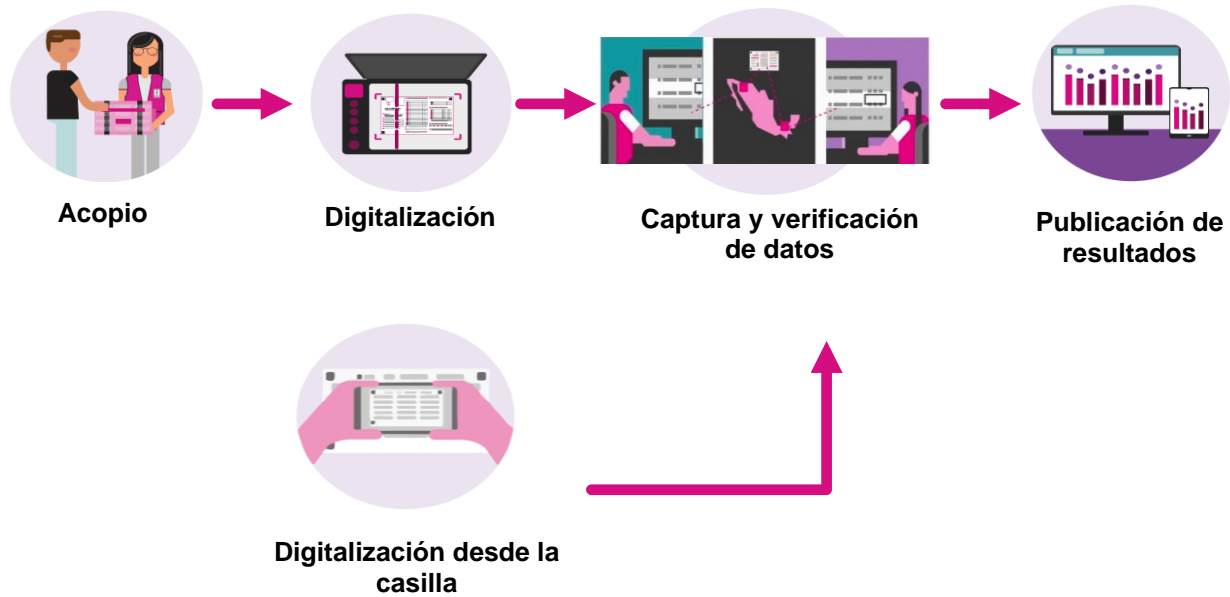 Acopio
Digitalización
Captura y verificación
de datos
Publicación de
resultados
Digitalización desde la
casilla